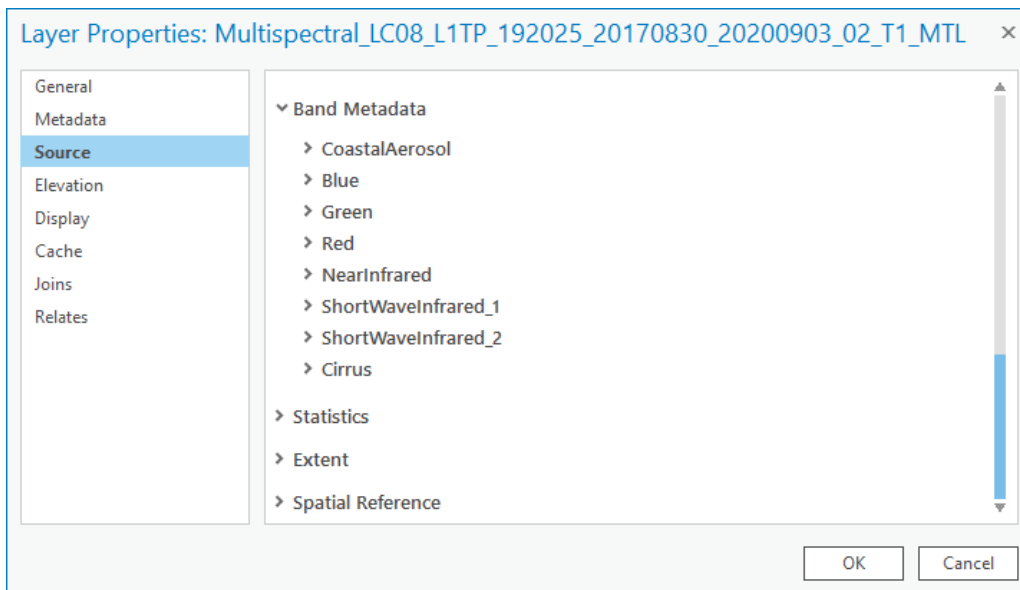 Layer Properties: Multispectral_LC08_L1TP_192025_20170830_20200903_02_T1_MTL
General
Metadata
Source
Elevation
Display
Cache
Joins
Relates
Band Metadata
CoastalAerosol
Blue
Green
Red
NearInfrared
ShortWaveInfrared_1
ShortWaveInfrared_2
Cirrus
Statistics
Extent
Spatial Reference
OK
Cancel